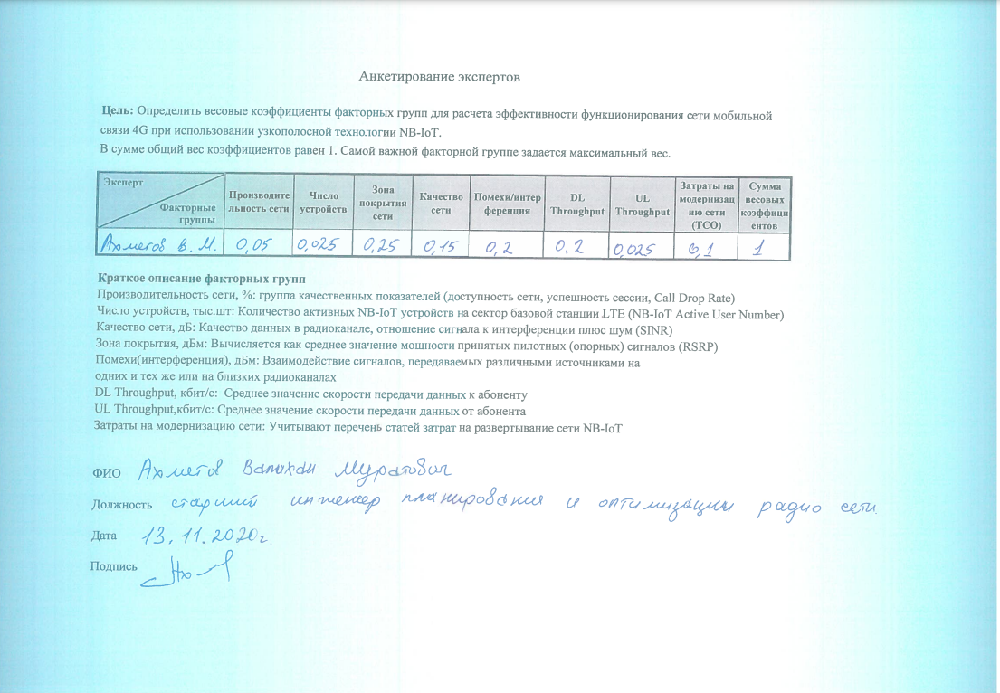 Анкетирование экспертов
Цель: Определить весовые коэффициенты факторных групп для расчета эффективности функционирования сети мобильной
связи 4G при использовании узкополосной технологии NB-IoT.
В сумме общий вес коэффициентов равен 1. Самой важной факторной группе задается максимальный вес.
Эксперт
Факторные
группы
Производите
льность сети
Число
устройств
Зона
покрытия
сети
Качество
сети
Помехи/интер
ференция
DL
Throughput
UL
Throughput
Затраты на
модернизац
ию сети
(TCO)
Сумма
весовых
коэффици
ентов
Ахметов В. М. 0,05 0,025 0,25 0,15 0,2 0.2 0,025 0,1 1
Краткое описание факторных групп
Производительность сети, %: группа качественных показателей (доступность сети, успешность сессии, Call Drop Rate)
Число устройств, тыс.шт: Количество активных NB-IoT устройств на сектор базовой станции LTE (NB-IoT Active User Number)
Качество сети, дБ: Качество данных в радиоканале, отношение сигнала к интерференции плюс шум (SINR)
Зона покрытия, дБм: Вычисляется как среднее значение мощности принятых пилотных (опорных) сигналов (RSRP)
Помехи(интерференция), дБм: Взаимодействие сигналов, передаваемых различными источниками на
одних и тех же или на близких радиоканалах
DL Throughput, кбит/с: Среднее значение скорости передачи данных к абоненту
UL Throughput,кбит/с: Среднее значение скорости передачи данных от абонента
Затраты на модернизацию сети: Учитывают перечень статей затрат на развертывание сети NB-IoT
ФИО Ахметов Валихан Муратович
Должность старший инженер планирования и оптимизации радио сети.
Дата 13.11.2020г.
Подпись